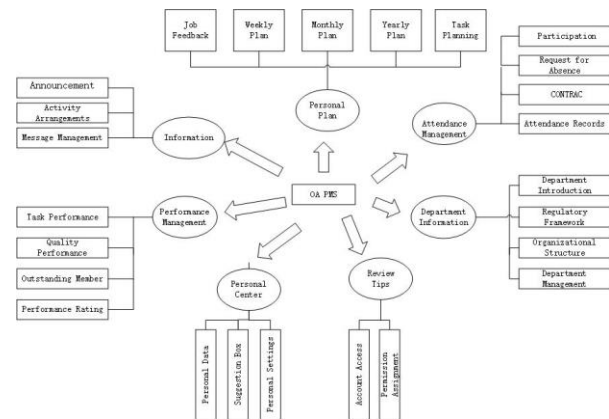 Job
Feedback
Weekly
Plan
Monthly
Plan
Yearly
Plan
Task
Planning
Personal
Plan
Participation
Request for
Absence
CONTRAC
Attendance Records
Attendance
Management
Announcement
Activity
Arrangements
Message Management
Information
OA PMS
Task Performance
Quality
Performance
Outstanding Member
Performance Rating
Performance
Management
Department
Information
Department
Introduction
Regulatory
Framework
Organizational
Structure
Department
Management
Personal
Center
Review
Tips
Personal Data
Suggestion Box
Personal Settings
Account Access
Permission
Assignment